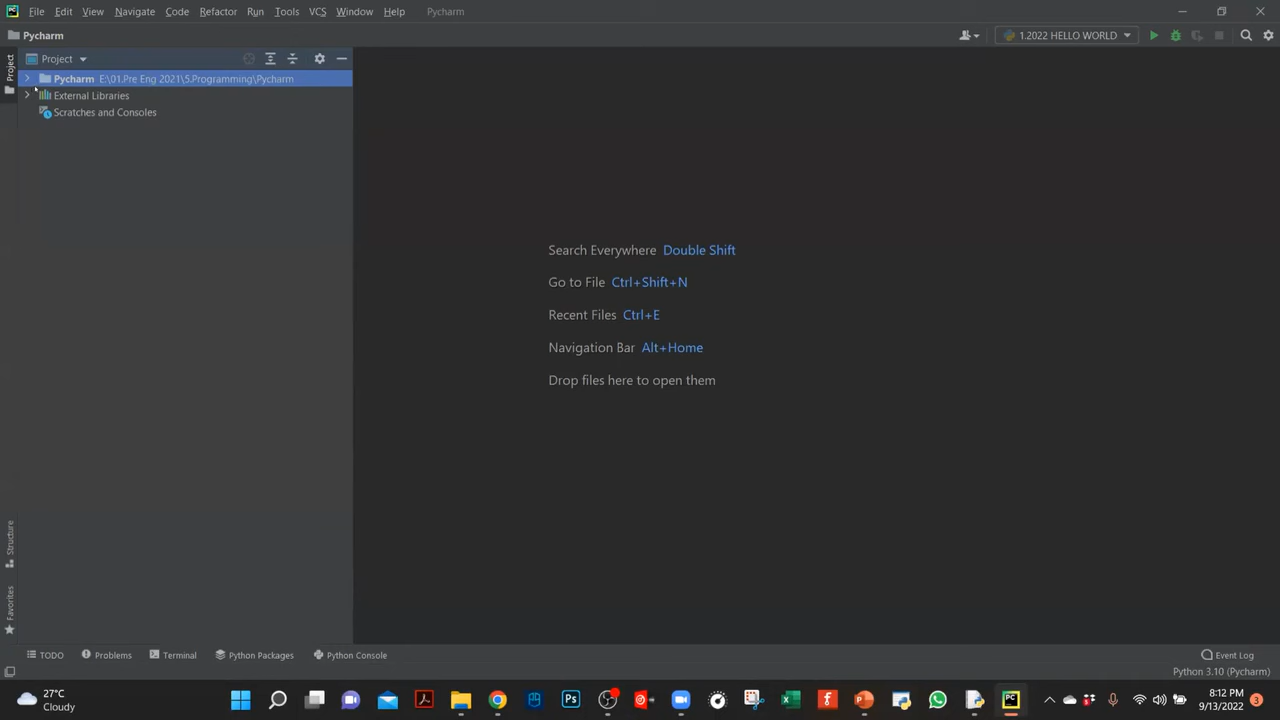 File Edit View Navigate Code Refactor Run Tools VCS Window Help Pycharm
Pycharm 1.2022 HELLO WORLD
Project Project
Pycharm E:\01.Pre Eng 2021\5.Programming\Pycharm
External Libraries
Scratches and Consoles
Search Everywhere Double Shift
Go to File Ctrl+Shift+N
Recent Files Ctrl+E
Navigation Bar Alt+Home
Drop files here to open them
Structure
Favorites
TODO Problems Terminal Python Packages Python Console Event Log
Python 3.10 (Pycharm)
27°C
Cloudy
8:12 PM
9/13/2022
3